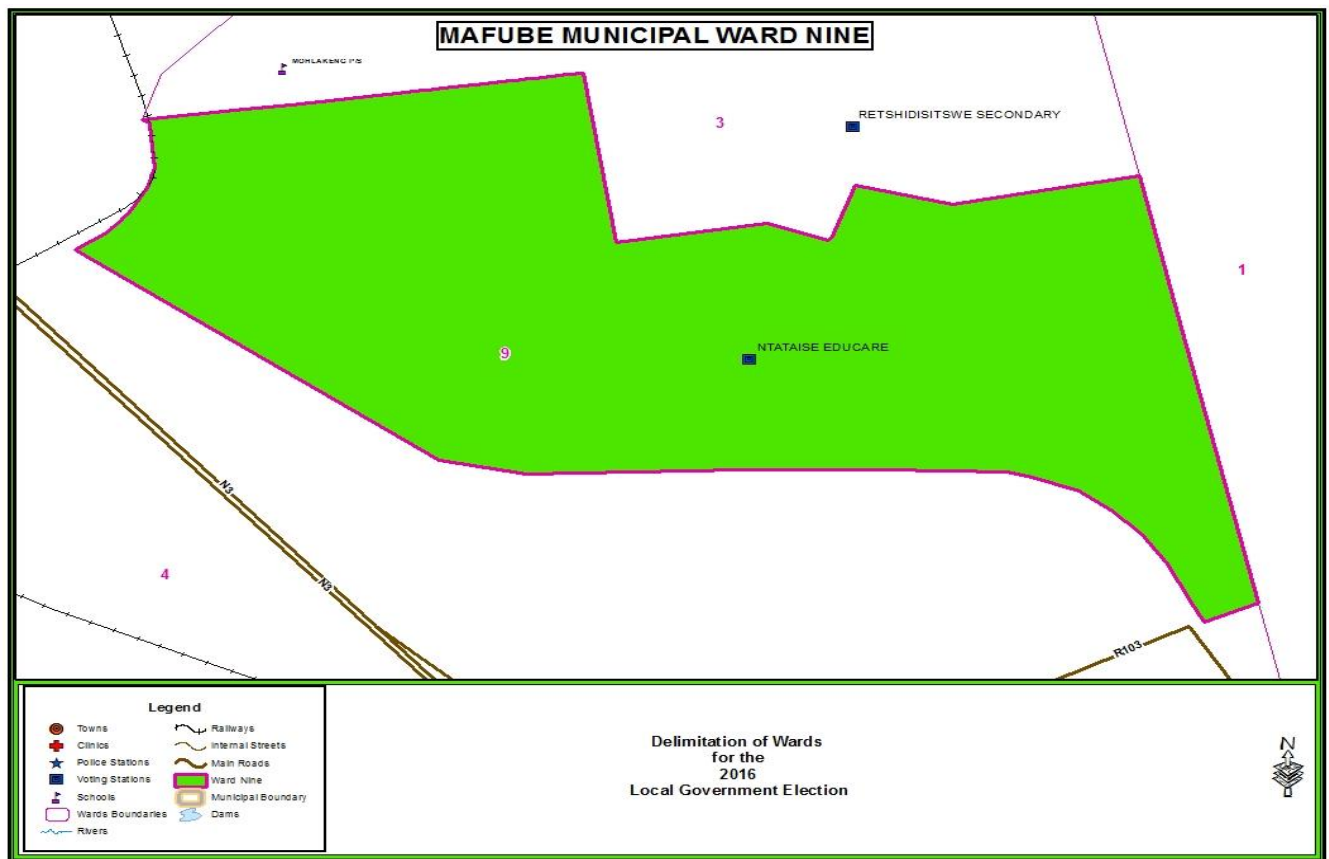 MAFUBE MUNICIPAL WARD NINE
MOHLAKENG P/S
3
RETSHIDISITSWE SECONDARY
1
9
NTATAISE EDUCARE
N3
N3
4
R103
Legend
Towns
Railways
Clinics
Internal Streets
Police Stations
Main Roads
Voting Stations
Ward Nine
Schools
Municipal Boundary
Wards Boundaries
Dams
Rivers
Delimitation of Wards
for the
2016
Local Government Election
N